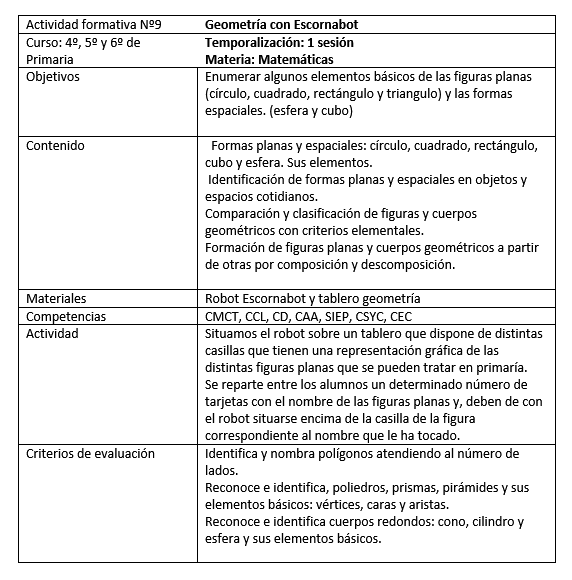 Actividad formativa Nº9
Geometría con Escornabot
Curso: 4º, 5º y 6º de
Primaria
Temporalización: 1 sesión
Materia: Matemáticas
Objetivos
Enumerar algunos elementos básicos de las figuras planas
(círculo, cuadrado, rectángulo y triangulo) y las formas
espaciales. (esfera y cubo)
Contenido
Formas planas y espaciales: círculo, cuadrado, rectángulo,
cubo y esfera. Sus elementos.
Identificación de formas planas y espaciales en objetos y
espacios cotidianos.
Comparación y clasificación de figuras y cuerpos
geométricos con criterios elementales.
Formación de figuras planas y cuerpos geométricos a partir
de otras por composición y descomposición.
Materiales
Robot Escornabot y tablero geometría
Competencias
CMCT, CCL, CD, CAA, SIEP, CSYC, CEC
Actividad
Situamos el robot sobre un tablero que dispone de distintas
casillas que tienen una representación gráfica de las
distintas figuras planas que se pueden tratar en primaría.
Se reparte entre los alumnos un determinado número de
tarjetas con el nombre de las figuras planas y, deben de con
el robot situarse encima de la casilla de la figura
correspondiente al nombre que le ha tocado.
Criterios de evaluación
Identifica y nombra polígonos atendiendo al número de
lados.
Reconoce e identifica, poliedros, prismas, pirámides y sus
elementos básicos: vértices, caras y aristas.
Reconoce e identifica cuerpos redondos: cono, cilindro y
esfera y sus elementos básicos.